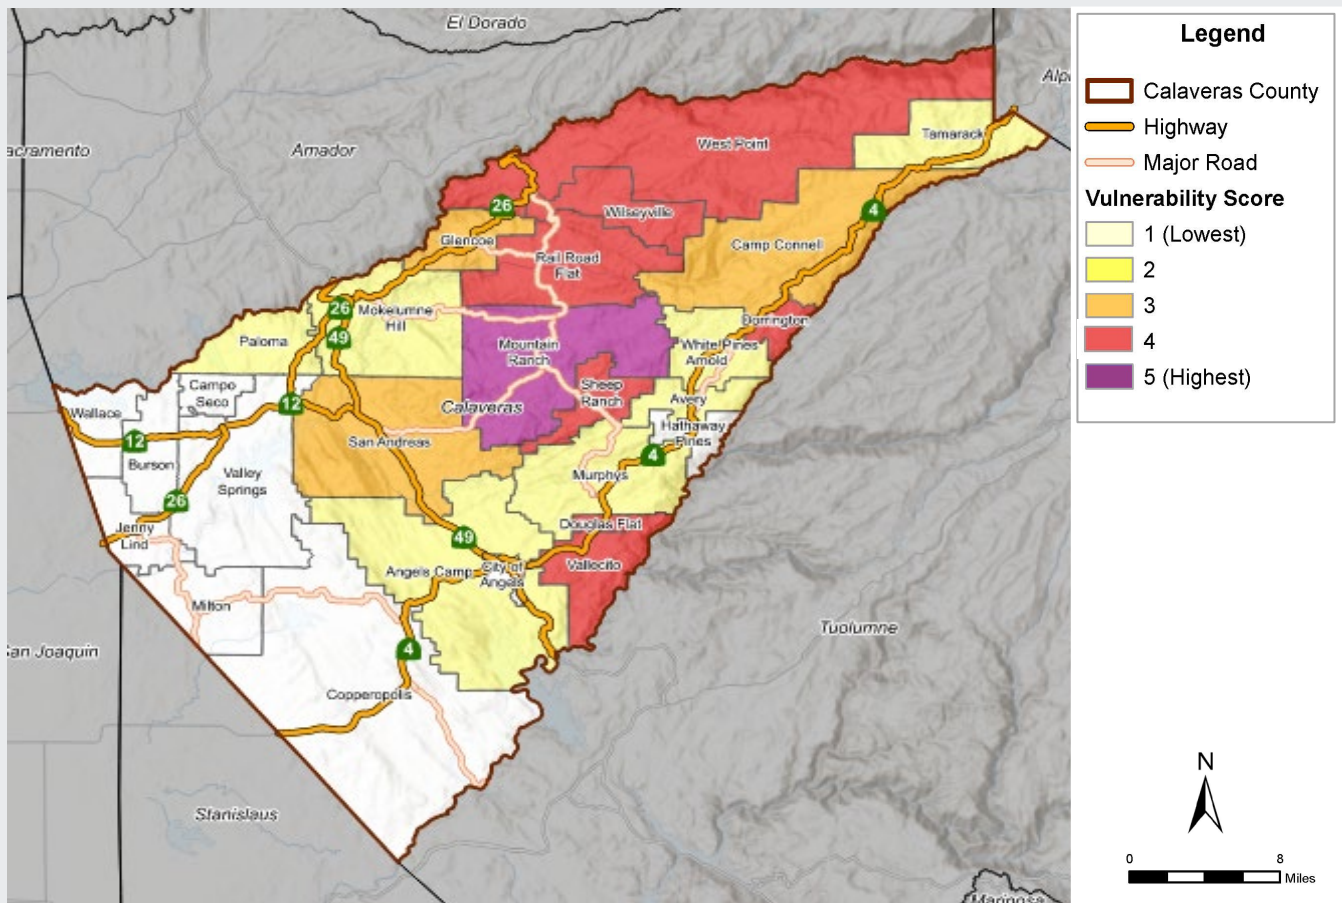 El Dorado
Alp
acramento
Amador
West Point
Tamarack
26
Wilseyville
4
Glencoe
Camp Connell
Rail Road
Flat
26
Mokelumne
Hill
Dorrington
49
Paloma
Mountain
Ranch
White Pines
Arnold
Campo
Seco
Sheep
Ranch
Wallace
12
Calaveras
Avery
12
San Andreas
Hathaway
Pines
4
Burson
Valley
Springs
Murphys
26
Jenny
Lind
49
Douglas Flat
Angels Camp
City of
Angels
Vallecito
Milton
Tuolumne
San Joaquin
4
Copperopolis
Stanislaus
Mariposa
Legend
Calaveras County
Highway
Major Road
Vulnerability Score
1 (Lowest)
2
3
4
5 (Highest)
N
0 8
Miles